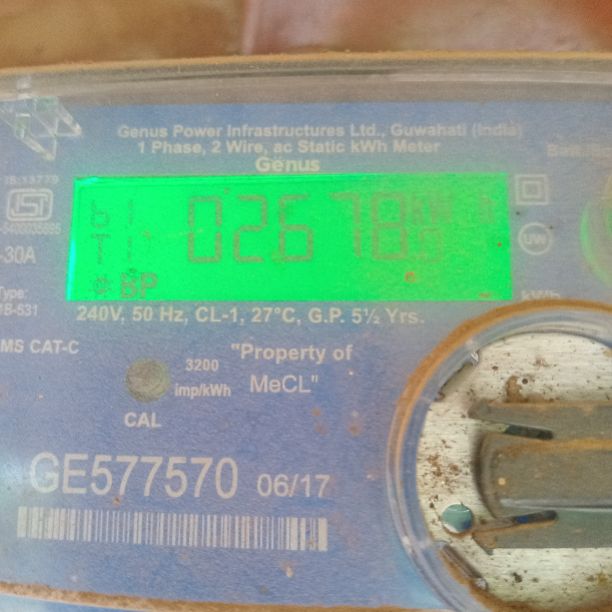 Genus Power Infrastructures Ltd., Guwahati (India)
1 Phase, 2 Wire, ac Static kWh Meter
Genus
IS:13779
-30A
BP
240V, 50 Hz, CL-1, 27°C, G.P. 5½ Yrs.
MS CAT-C
3200
imp/kWh
"Property of
MeCL"
CAL
GE577570 06/17